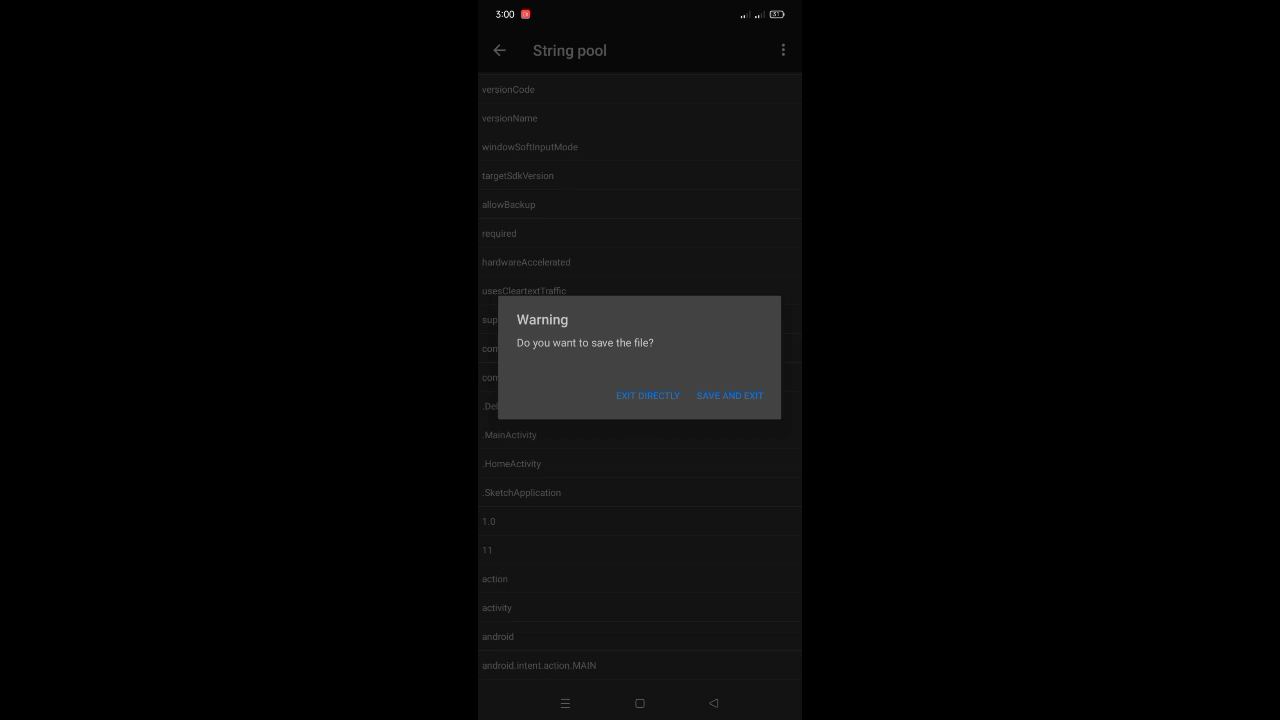 3:00
31
String pool
versionCode
versionName
windowSoftInputMode
targetSdkVersion
allowBackup
required
hardwareAccelerated
usesCleartextTraffic
sup
Warning
Do you want to save the file?
com
com
EXIT DIRECTLY SAVE AND EXIT
.De
.MainActivity
.HomeActivity
.SketchApplication
1.0
11
action
activity
android
android.intent.action.MAIN